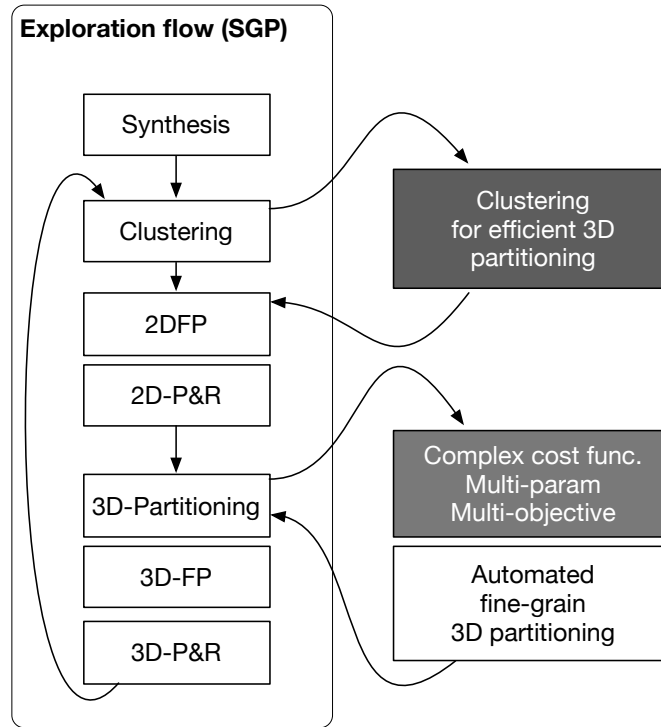 Exploration flow (SGP)
Synthesis
Clustering
2DFP
2D-P&R
3D-Partitioning
3D-FP
3D-P&R
Clustering
for efficient 3D
partitioning
Complex cost func.
Multi-param
Multi-objective
Automated
fine-grain
3D partitioning